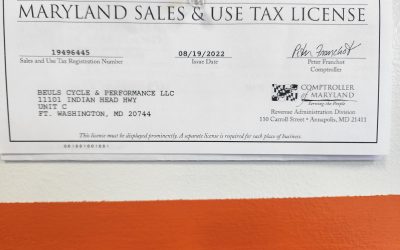 MARYLAND SALES & USE TAX LICENSE
19496445
Sales and Use Tax Registration Number
08/19/2022
Issue Date
Peter Franchot
Peter Franchot
Comptroller
BEULS CYCLE & PERFORMANCE LLC
11101 INDIAN HEAD HWY
UNIT C
FT. WASHINGTON, MD 20744
COMPTROLLER
of MARYLAND
Serving the People
Revenue Administration Division
110 Carroll Street • Annapolis, MD 21411
This license must be displayed prominently. A separate license is required for each place of business.